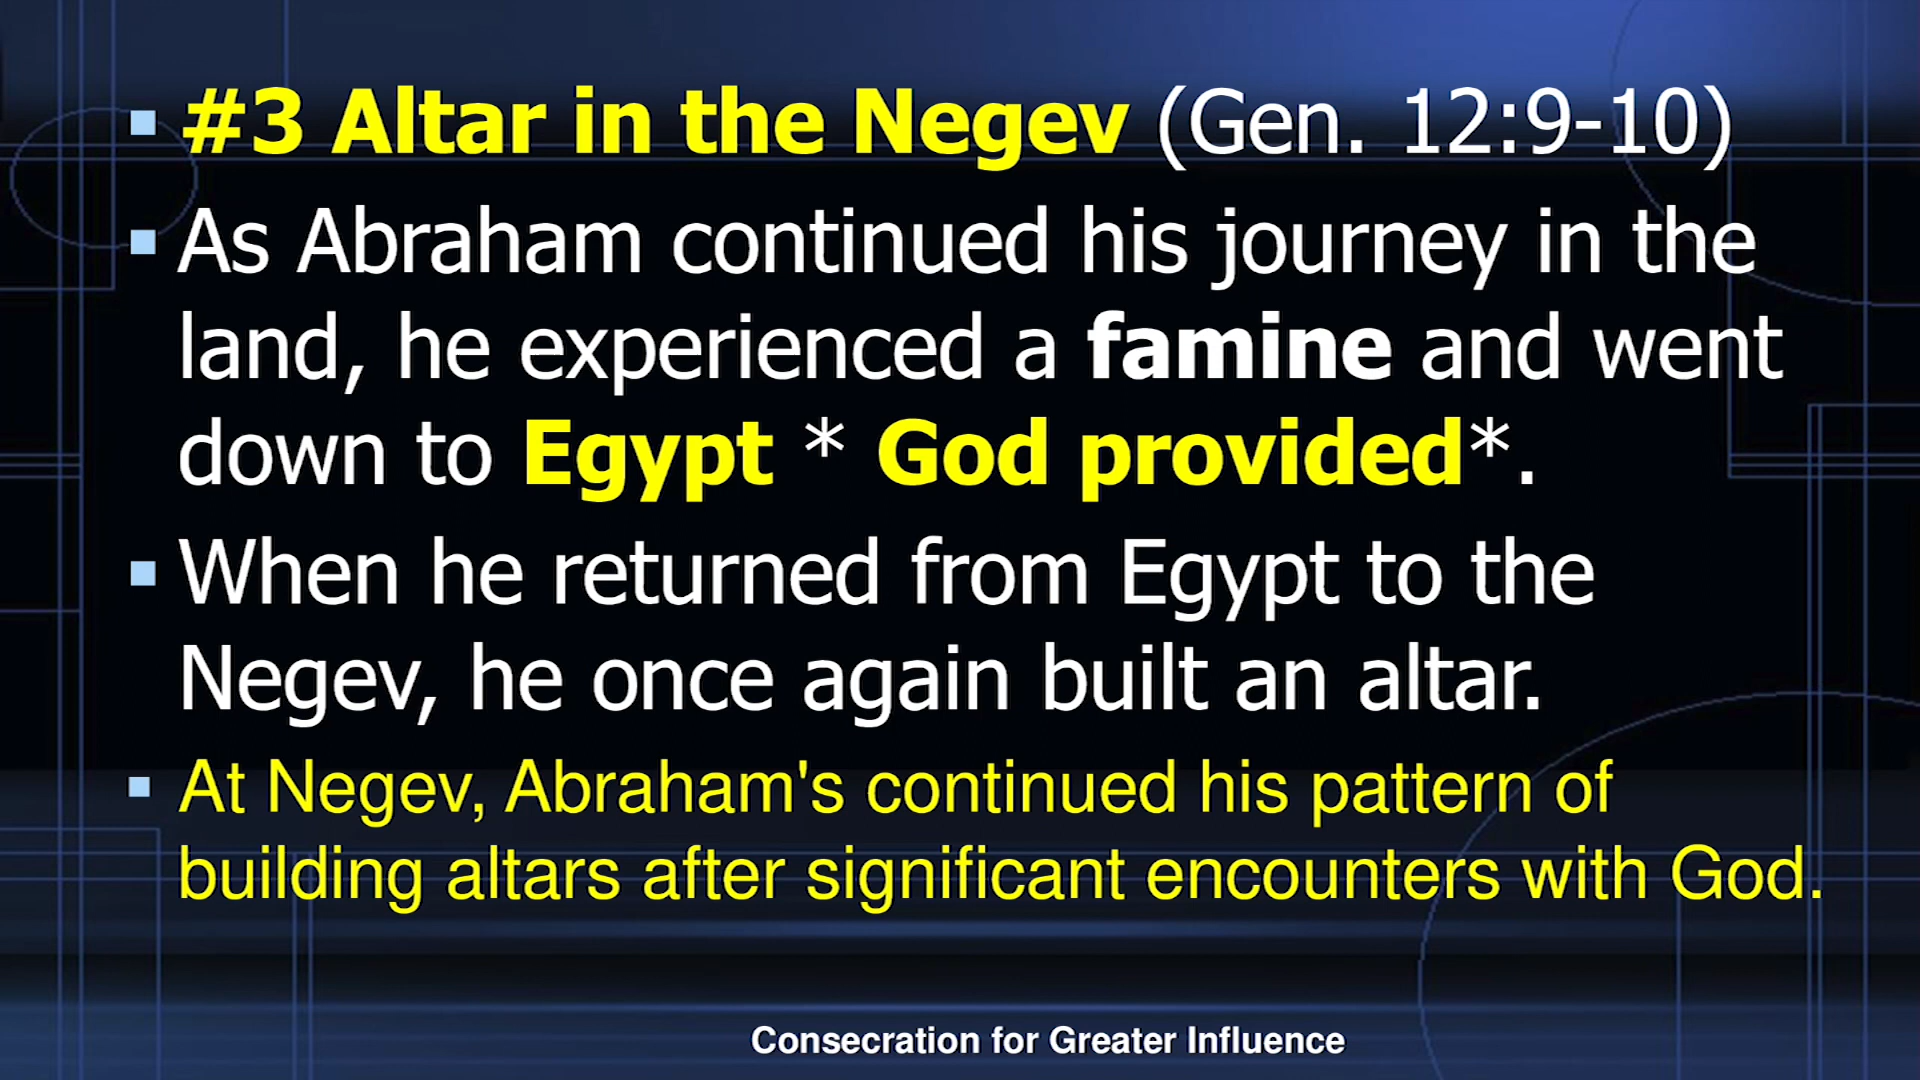 #3 Altar in the Negev (Gen. 12:9-10)
As Abraham continued his journey in the
land, he experienced a famine and went
down to Egypt * God provided*.
When he returned from Egypt to the
Negev, he once again built an altar.
At Negev, Abraham's continued his pattern of
building altars after significant encounters with God.
Consecration for Greater Influence